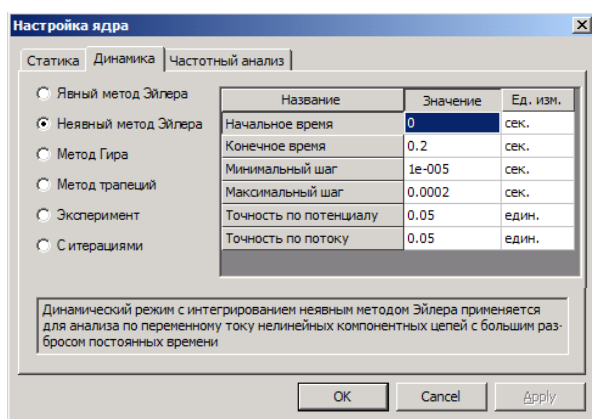 Настройка ядра
Статика Динамика Частотный анализ
Явный метод Эйлера
Неявный метод Эйлера
Метод Гира
Метод трапеций
Эксперимент
С итерациями
Название Значение Ед. изм.
Начальное время 0 сек.
Конечное время 0.2 сек.
Минимальный шаг 1e-005 сек.
Максимальный шаг 0.0002 сек.
Точность по потенциалу 0.05 един.
Точность по потоку 0.05 един.
Динамический режим с интегрированием неявным методом Эйлера применяется
для анализа по переменному току нелинейных компонентных цепей с большим раз-
бросом постоянных времени
OK Cancel Apply